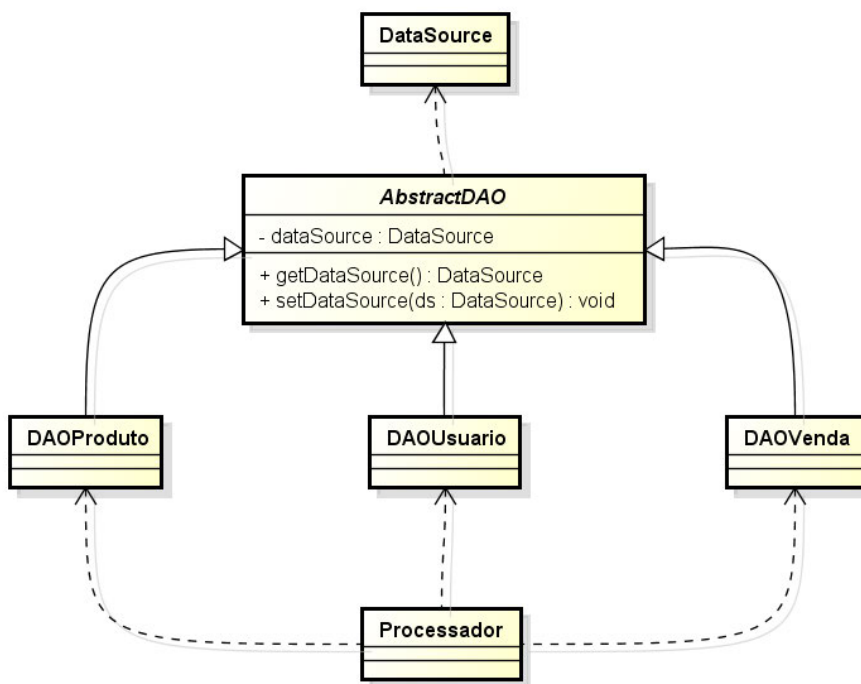 DataSource
AbstractDAO
- dataSource : DataSource
+ getDataSource() : DataSource
+ setDataSource(ds : DataSource) : void
DAOProduto
DAOUsuario
DAOVenda
Processador